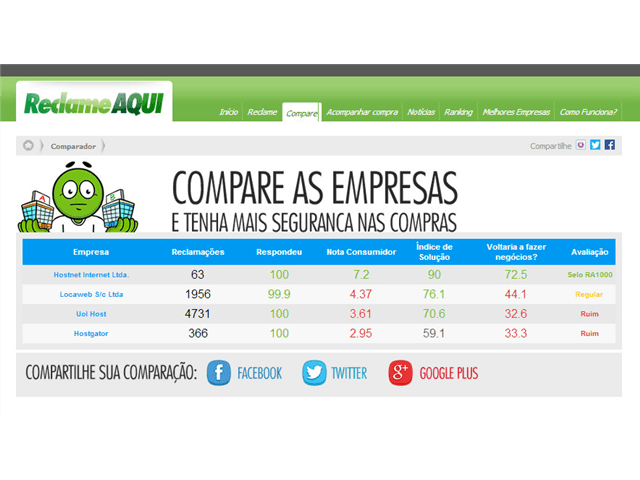 ReclameAQUI
Início Reclame Compare Acompanhar compra Notícias Ranking Melhores Empresas Como Funciona?
Comparador Compartilhe
A B
COMPARE AS EMPRESAS
E TENHA MAIS SEGURANCA NAS COMPRAS
Empresa Reclamações Respondeu Nota Consumidor Índice de Solução Voltaria a fazer negócios? Avaliação
Hostnet Internet Ltda. 63 100 7.2 90 72.5 Selo RA1000
Locaweb S/c Ltda 1956 99.9 4.37 76.1 44.1 Regular
Uol Host 4731 100 3.61 70.6 32.6 Ruim
Hostgator 366 100 2.95 59.1 33.3 Ruim
COMPARTILHE SUA COMPARAÇÃO: FACEBOOK TWITTER GOOGLE PLUS